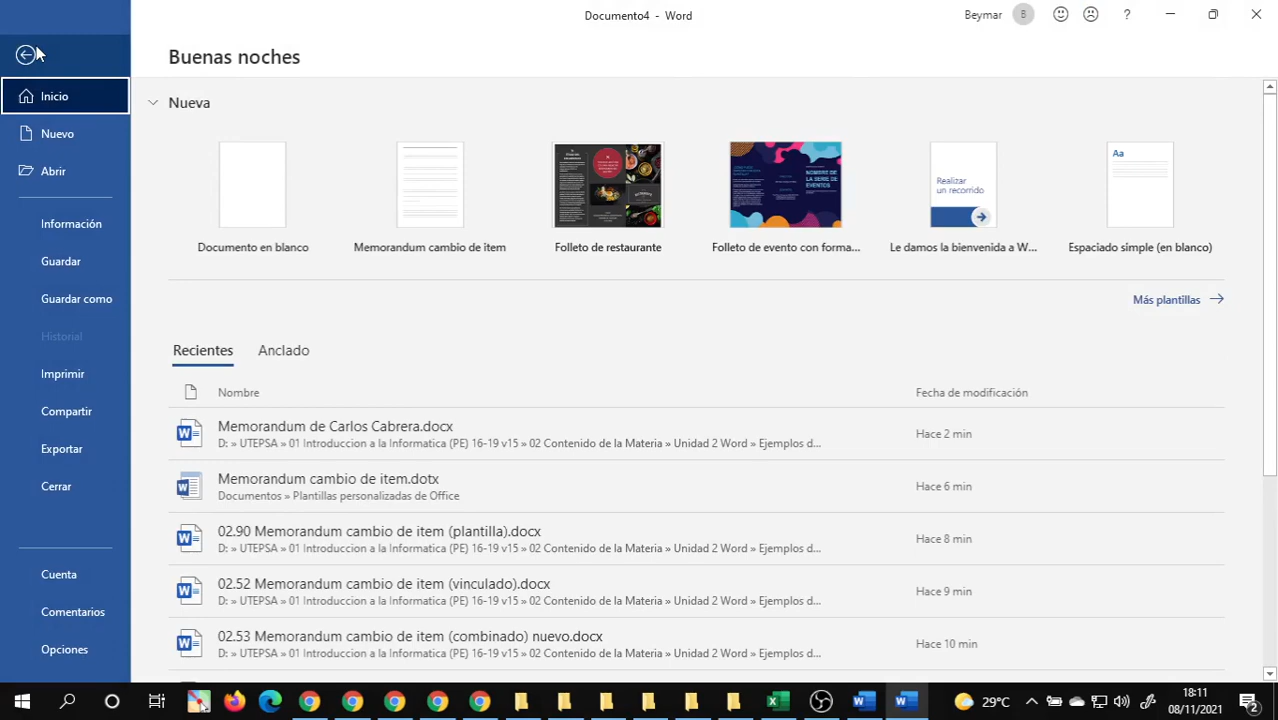 Documento4 - Word
Beymar B ?
Buenas noches
Inicio
Nuevo
Abrir
Información
Guardar
Guardar como
Historial
Imprimir
Compartir
Exportar
Cerrar
Cuenta
Comentarios
Opciones
Nueva
NOMBRE DE LA SERIE DE EVENTOS
Realizar
un recorrido
Aa
Documento en blanco
Memorandum cambio de item
Folleto de restaurante
Folleto de evento con forma...
Le damos la bienvenida a W...
Espaciado simple (en blanco)
Más plantillas
Recientes Anclado
Nombre Fecha de modificación
Memorandum de Carlos Cabrera.docx
D: » UTEPSA » 01 Introduccion a la Informatica (PE) 16-19 v15 » 02 Contenido de la Materia » Unidad 2 Word » Ejemplos d...
Hace 2 min
Memorandum cambio de item.dotx
Documentos » Plantillas personalizadas de Office
Hace 6 min
02.90 Memorandum cambio de item (plantilla).docx
D: » UTEPSA » 01 Introduccion a la Informatica (PE) 16-19 v15 » 02 Contenido de la Materia » Unidad 2 Word » Ejemplos d...
Hace 8 min
02.52 Memorandum cambio de item (vinculado).docx
D: » UTEPSA » 01 Introduccion a la Informatica (PE) 16-19 v15 » 02 Contenido de la Materia » Unidad 2 Word » Ejemplos d...
Hace 9 min
02.53 Memorandum cambio de item (combinado) nuevo.docx
D: » UTEPSA » 01 Introduccion a la Informatica (PE) 16-19 v15 » 02 Contenido de la Materia » Unidad 2 Word » Ejemplos d...
Hace 10 min
29°C
18:11
08/11/2021
2